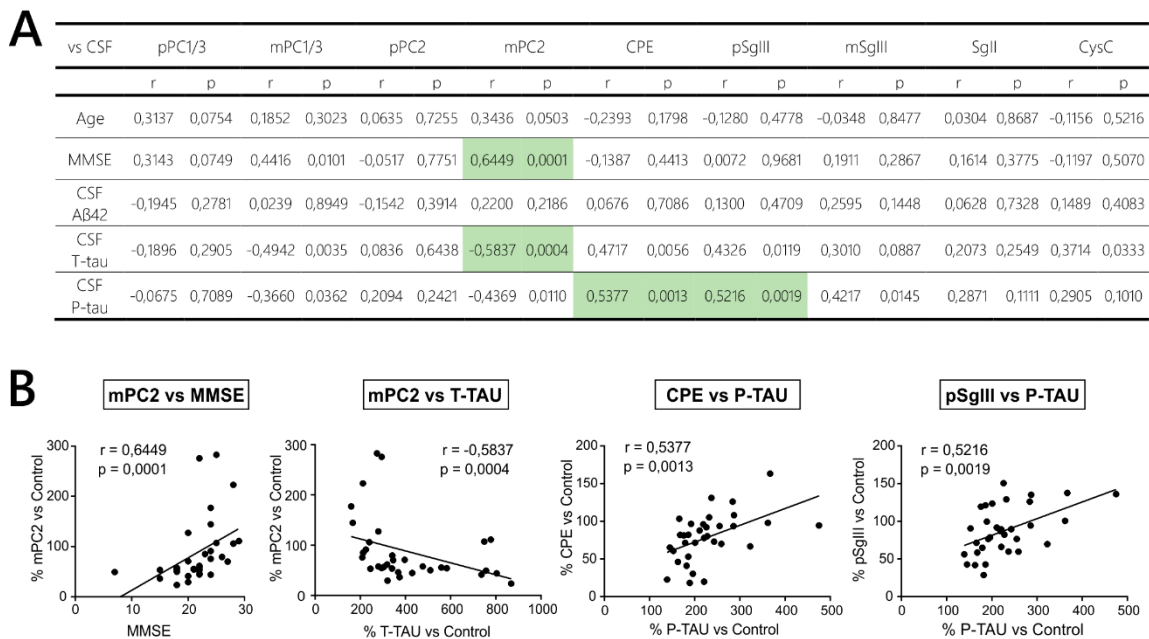 A
vs CSF pPC1/3 mPC1/3 pPC2 mPC2 CPE pSgIII mSgIII SgII CysC
r p r p r p r p r p r p r p r p r p
Age 0,3137 0,0754 0,1852 0,3023 0,0635 0,7255 0,3436 0,0503 -0,2393 0,1798 -0,1280 0,4778 -0,0348 0,8477 0,0304 0,8687 -0,1156 0,5216
MMSE 0,3143 0,0749 0,4416 0,0101 -0,0517 0,7751 0,6449 0,0001 -0,1387 0,4413 0,0072 0,9681 0,1911 0,2867 0,1614 0,3775 -0,1197 0,5070
CSF
Aβ42 -0,1945 0,2781 0,0239 0,8949 -0,1542 0,3914 0,2200 0,2186 0,0676 0,7086 0,1300 0,4709 0,2595 0,1448 0,0628 0,7328 0,1489 0,4083
CSF
T-tau -0,1896 0,2905 -0,4942 0,0035 0,0836 0,6438 -0,5837 0,0004 0,4717 0,0056 0,4326 0,0119 0,3010 0,0887 0,2073 0,2549 0,3714 0,0333
CSF
P-tau -0,0675 0,7089 -0,3660 0,0362 0,2094 0,2421 -0,4369 0,0110 0,5377 0,0013 0,5216 0,0019 0,4217 0,0145 0,2871 0,1111 0,2905 0,1010
B
mPC2 vs MMSE
r = 0,6449
p = 0,0001
% mPC2 vs Control
300
200
100
0
0 10 20 30
MMSE
mPC2 vs T-TAU
r = -0,5837
p = 0,0004
% mPC2 vs Control
300
200
100
0
0 200 400 600 800 1000
% T-TAU vs Control
CPE vs P-TAU
r = 0,5377
p = 0,0013
% CPE vs Control
200
150
100
50
0
0 100 200 300 400 500
% P-TAU vs Control
pSgIII vs P-TAU
r = 0,5216
p = 0,0019
% pSgIII vs Control
200
150
100
50
0
0 100 200 300 400 500
% P-TAU vs Control